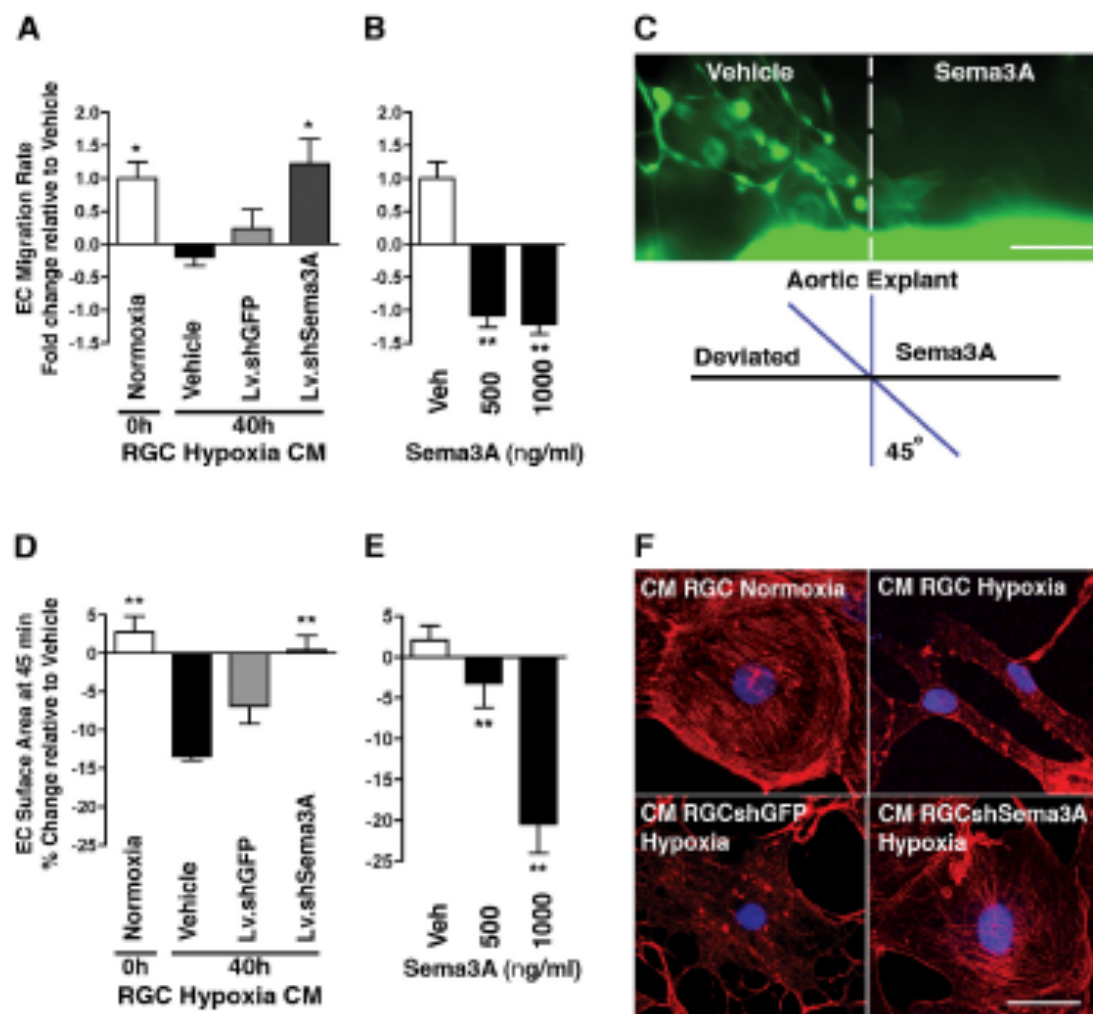 A
EC Migration Rate
Fold change relative to Vehicle
2.0
1.5
1.0
0.5
0.0
-0.5
-1.0
-1.5
*
*
Normoxia
Vehicle
Lv.shGFP
Lv.shSema3A
0h
40h
RGC Hypoxia CM
B
2.0
1.5
1.0
0.5
0.0
-0.5
-1.0
-1.5
**
**
Veh
500
1000
Sema3A (ng/ml)
C
Vehicle
Sema3A
Aortic Explant
Deviated
Sema3A
45°
D
EC Suface Area at 45 min
% Change relative to Vehicle
5
0
-5
-10
-15
-20
-25
**
**
Normoxia
Vehicle
Lv.shGFP
Lv.shSema3A
0h
40h
RGC Hypoxia CM
E
5
0
-5
-10
-15
-20
-25
**
**
Veh
500
1000
Sema3A (ng/ml)
F
CM RGC Normoxia
CM RGC Hypoxia
CM RGCshGFP
Hypoxia
CM RGCshSema3A
Hypoxia